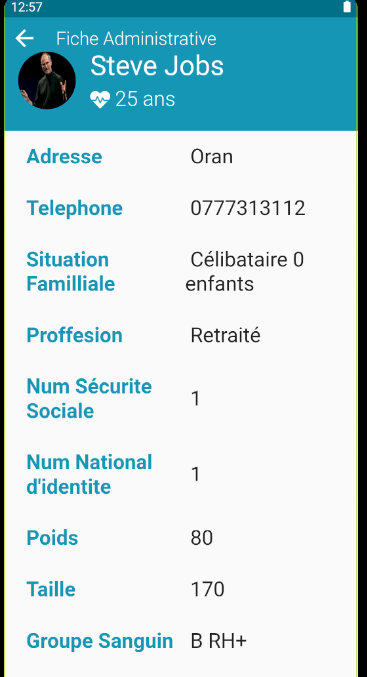 12:57
Fiche Administrative
Steve Jobs
25 ans
Adresse Oran
Telephone 0777313112
Situation Célibataire 0
Familliale enfants
Proffesion Retraité
Num Sécurite
Sociale 1
Num National
d'identite 1
Poids 80
Taille 170
Groupe Sanguin B RH+